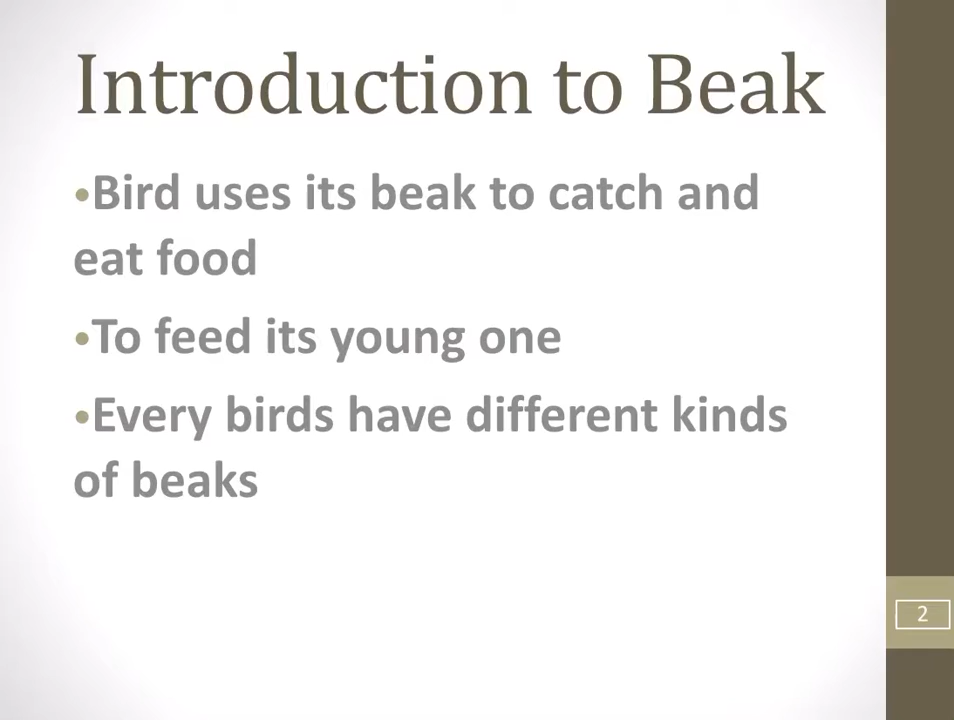 Introduction to Beak
•Bird uses its beak to catch and
eat food
•To feed its young one
•Every birds have different kinds
of beaks
2